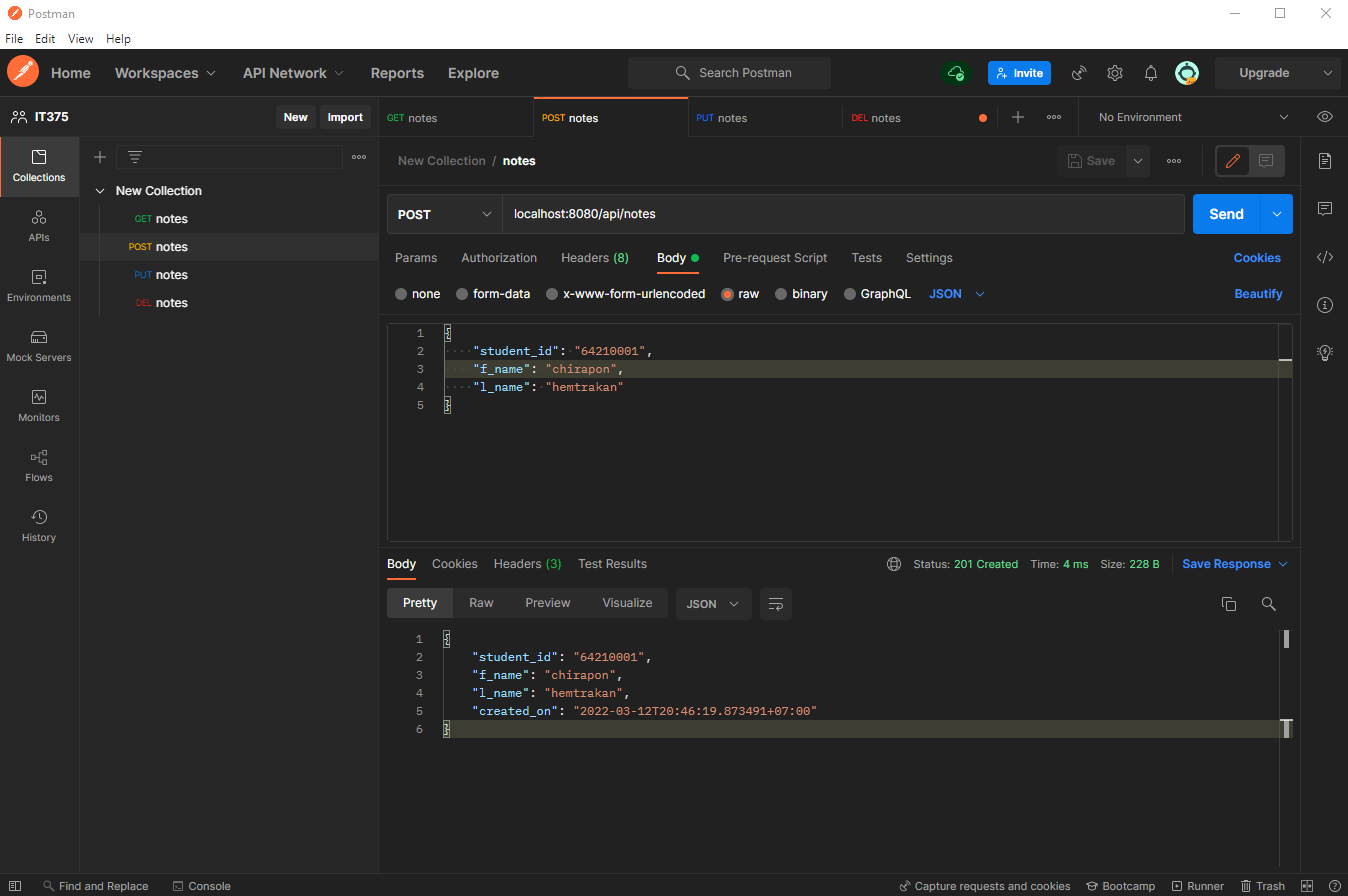 Postman
File Edit View Help
Home Workspaces API Network Reports Explore Search Postman Invite Upgrade
IT375 New Import GET notes POST notes PUT notes DEL notes No Environment
New Collection / notes Save
Collections
APIs
Environments
Mock Servers
Monitors
Flows
History
New Collection
GET notes
POST notes
PUT notes
DEL notes
POST localhost:8080/api/notes Send
Params Authorization Headers (8) Body Pre-request Script Tests Settings Cookies
none form-data x-www-form-urlencoded raw binary GraphQL JSON Beautify
1 {
2 "student_id": "64210001",
3 "f_name": "chirapon",
4 "l_name": "hemtrakan"
5 }
Body Cookies Headers (3) Test Results Status: 201 Created Time: 4 ms Size: 228 B Save Response
Pretty Raw Preview Visualize JSON
1 {
2 "student_id": "64210001",
3 "f_name": "chirapon",
4 "l_name": "hemtrakan",
5 "created_on": "2022-03-12T20:46:19.873491+07:00"
6 }
Find and Replace Console Capture requests and cookies Bootcamp Runner Trash